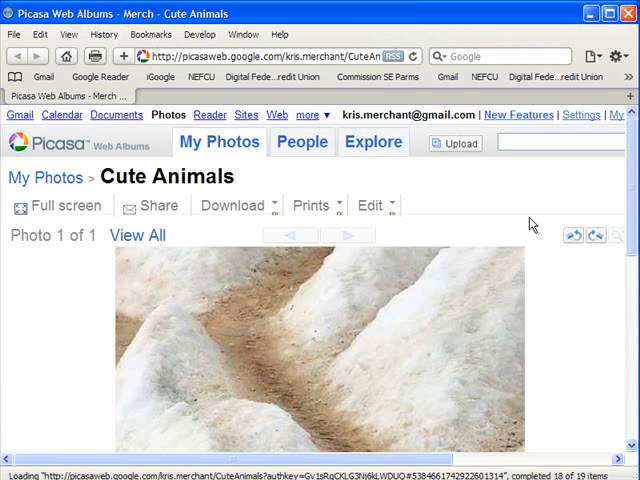 Picasa Web Albums - Merch - Cute Animals
File Edit View History Bookmarks Develop Window Help
http://picasaweb.google.com/kris.merchant/CuteAn RSS Google
Gmail Google Reader iGoogle NEFCU Digital Fede...redit Union Commission SE Parms Gmail NEFCU Digital Fede...redit Union »
Picasa Web Albums - Merch ...
Gmail Calendar Documents Photos Reader Sites Web more ▼ kris.merchant@gmail.com | New Features | Settings | My
Picasa™ Web Albums My Photos People Explore Upload
My Photos > Cute Animals
Full screen Share Download Prints Edit
Photo 1 of 1 View All
Loading "http://picasaweb.google.com/kris.merchant/CuteAnimals?authkey=Gv1sRgCKLG3Nj6kLWDUQ#5384661742922601314", completed 18 of 19 items